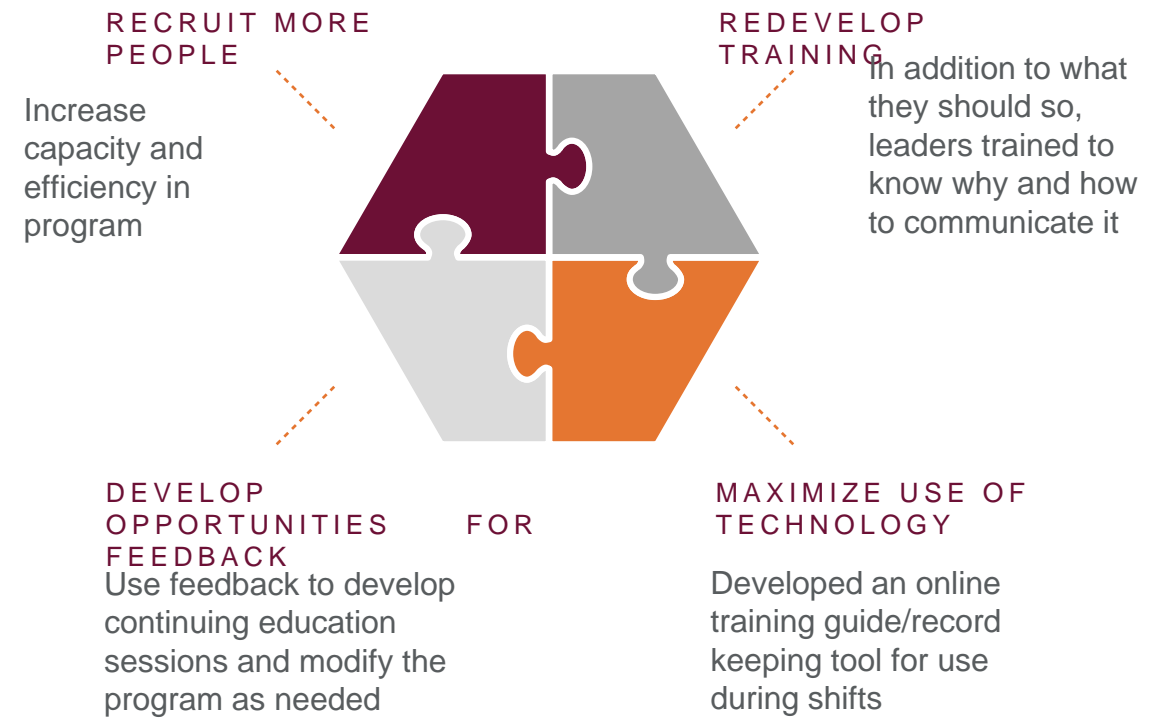 RECRUIT MORE
PEOPLE
Increase
capacity and
efficiency in
program
REDEVELOP
TRAINING
In addition to what
they should so,
leaders trained to
know why and how
to communicate it
DEVELOP
OPPORTUNITIES FOR
FEEDBACK
Use feedback to develop
continuing education
sessions and modify the
program as needed
MAXIMIZE USE OF
TECHNOLOGY
Developed an online
training guide/record
keeping tool for use
during shifts